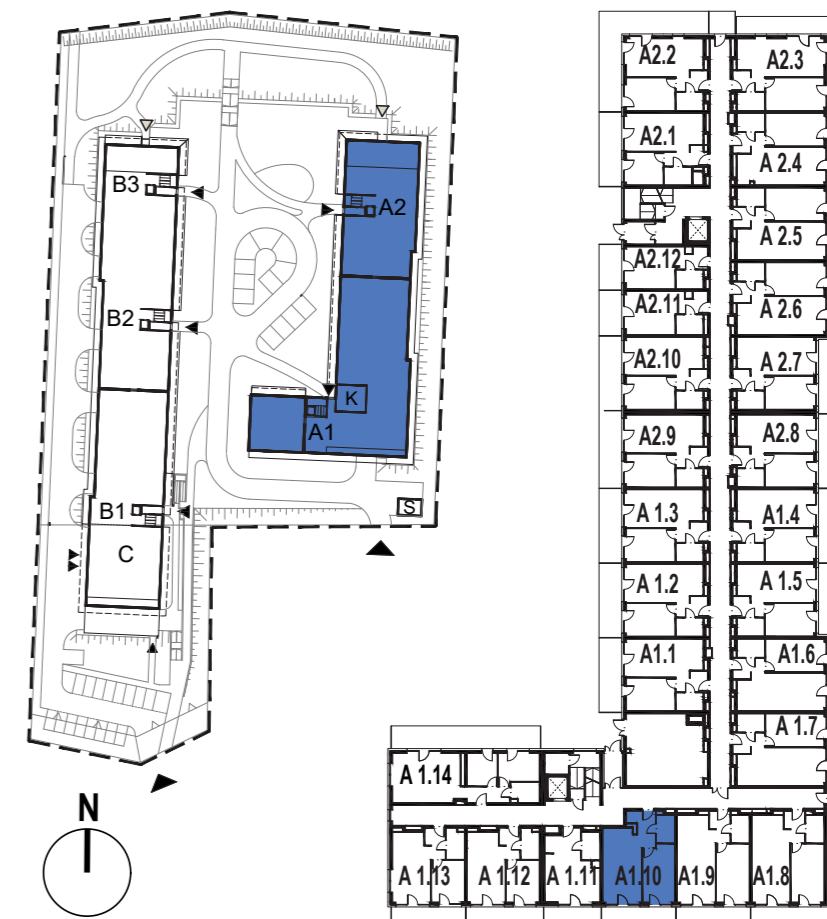 B3
A2
B2
K
A1
B1
S
C
N
A2.2
A2.3
A2.1
A 2.4
A 2.5
A2.12
A2.11
A 2.6
A2.10
A 2.7
A2.9
A2.8
A 1.3
A1.4
A 1.2
A 1.5
A1.1
A1.6
A 1.7
A 1.14
A 1.13
A 1.12
A 1.11
A1.10
A1.9
A1.8